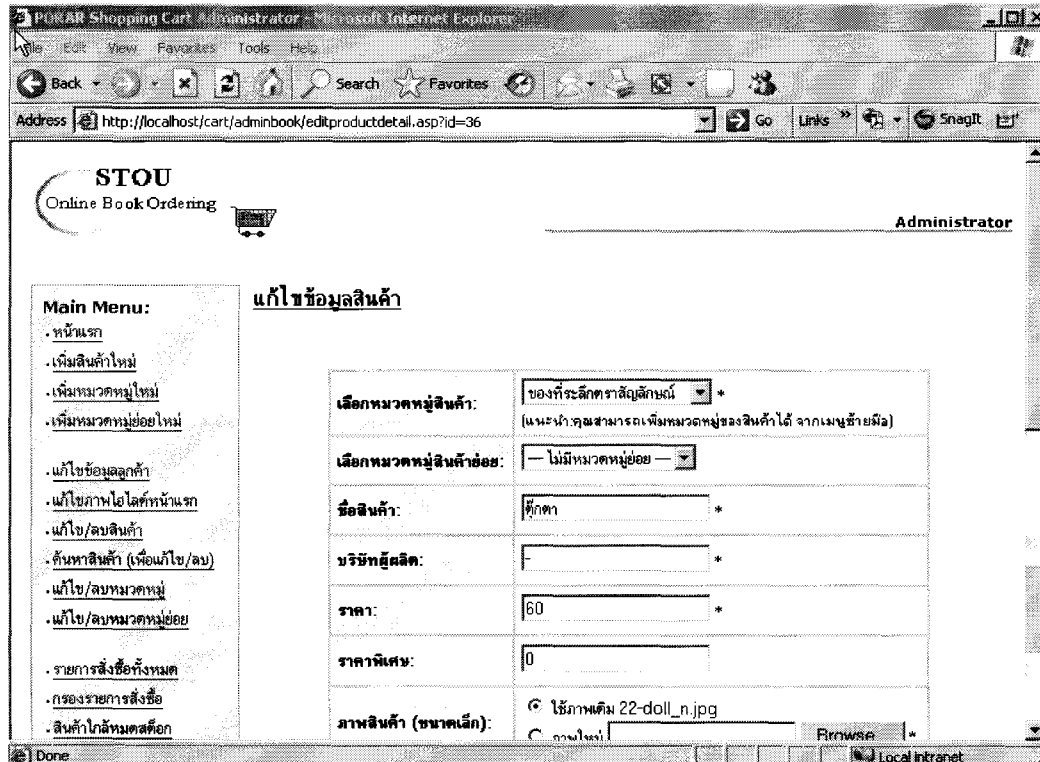 PORAR Shopping Cart Administrator - Microsoft Internet Explorer
File Edit View Favorites Tools Help
Back Search Favorites
Address http://localhost/cart/adminbook/editproductdetail.asp?id=36 Go Links » SnagIt
STOU
Online Book Ordering
Administrator
แก้ไขข้อมูลสินค้า
Main Menu:
หน้าแรก
เพิ่มสินค้าใหม่
เพิ่มหมวดหมู่ใหม่
เพิ่มหมวดหมู่ย่อยใหม่
แก้ไขข้อมูลลูกค้า
แก้ไขภาพไฮไลท์หน้าแรก
แก้ไข/ลบสินค้า
ค้นหาสินค้า (เพื่อแก้ไข/ลบ)
แก้ไข/ลบหมวดหมู่
แก้ไข/ลบหมวดหมู่ย่อย
รายการสั่งซื้อทั้งหมด
กรองรายการสั่งซื้อ
สินค้าใกล้หมดสต็อก
เลือกหมวดหมู่สินค้า: ของที่ระลึกตราสัญลักษณ์ *
(แนะนำ:คุณสามารถเพิ่มหมวดหมู่ของสินค้าได้ จากเมนูซ้ายมือ)
เลือกหมวดหมู่สินค้าย่อย: --- ไม่มีหมวดหมู่ย่อย ---
ชื่อสินค้า: ตุ๊กตา *
บริษัทผู้ผลิต: - *
ราคา: 60 *
ราคาพิเศษ: 0
ภาพสินค้า (ขนาดเล็ก): ใช้ภาพเดิม 22-doll_n.jpg
ภาพใหม่ Browse *
Done Local intranet